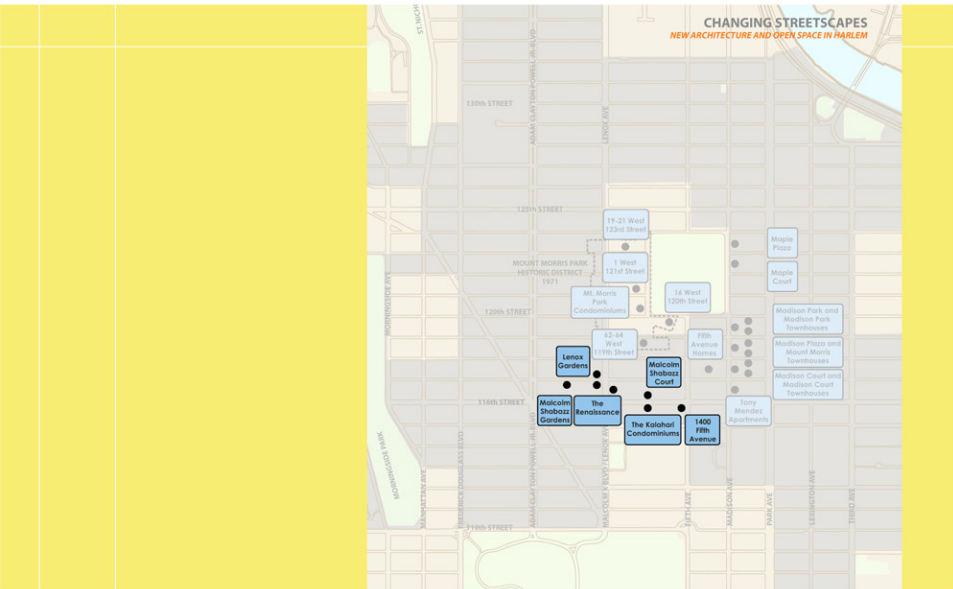 CHANGING STREETSCAPES
NEW ARCHITECTURE AND OPEN SPACE IN HARLEM
130th STREET
ADAM CLAYTON POWELL JR. BLVD
LENOX AVE
125th STREET
19-21 West
123rd Street
Maple
Plaza
MOUNT MORRIS PARK
HISTORIC DISTRICT
1971
1 West
121st Street
Maple
Court
MORNINGSIDE AVE
Mt. Morris
Park
Condominiums
16 West
120th Street
120th STREET
Madison Park and
Madison Park
Townhouses
62-64
West
119th Street
Fifth
Avenue
Homes
Madison Plaza and
Mount Morris
Townhouses
Lenox
Gardens
Malcolm
Shabazz
Court
Madison Court and
Madison Court
Townhouses
116th STREET
Malcolm
Shabazz
Gardens
The
Renaissance
Tony
Mendez
Apartments
The Kalahari
Condominiums
1400
Fifth
Avenue
MORNINGSIDE PARK
MANHATTAN AVE
FREDERICK DOUGLASS BLVD
ADAM CLAYTON POWELL JR. BLVD
MALCOLM X BLVD / LENOX AVE
FIFTH AVE
MADISON AVE
PARK AVE
LEXINGTON AVE
THIRD AVE
110th STREET